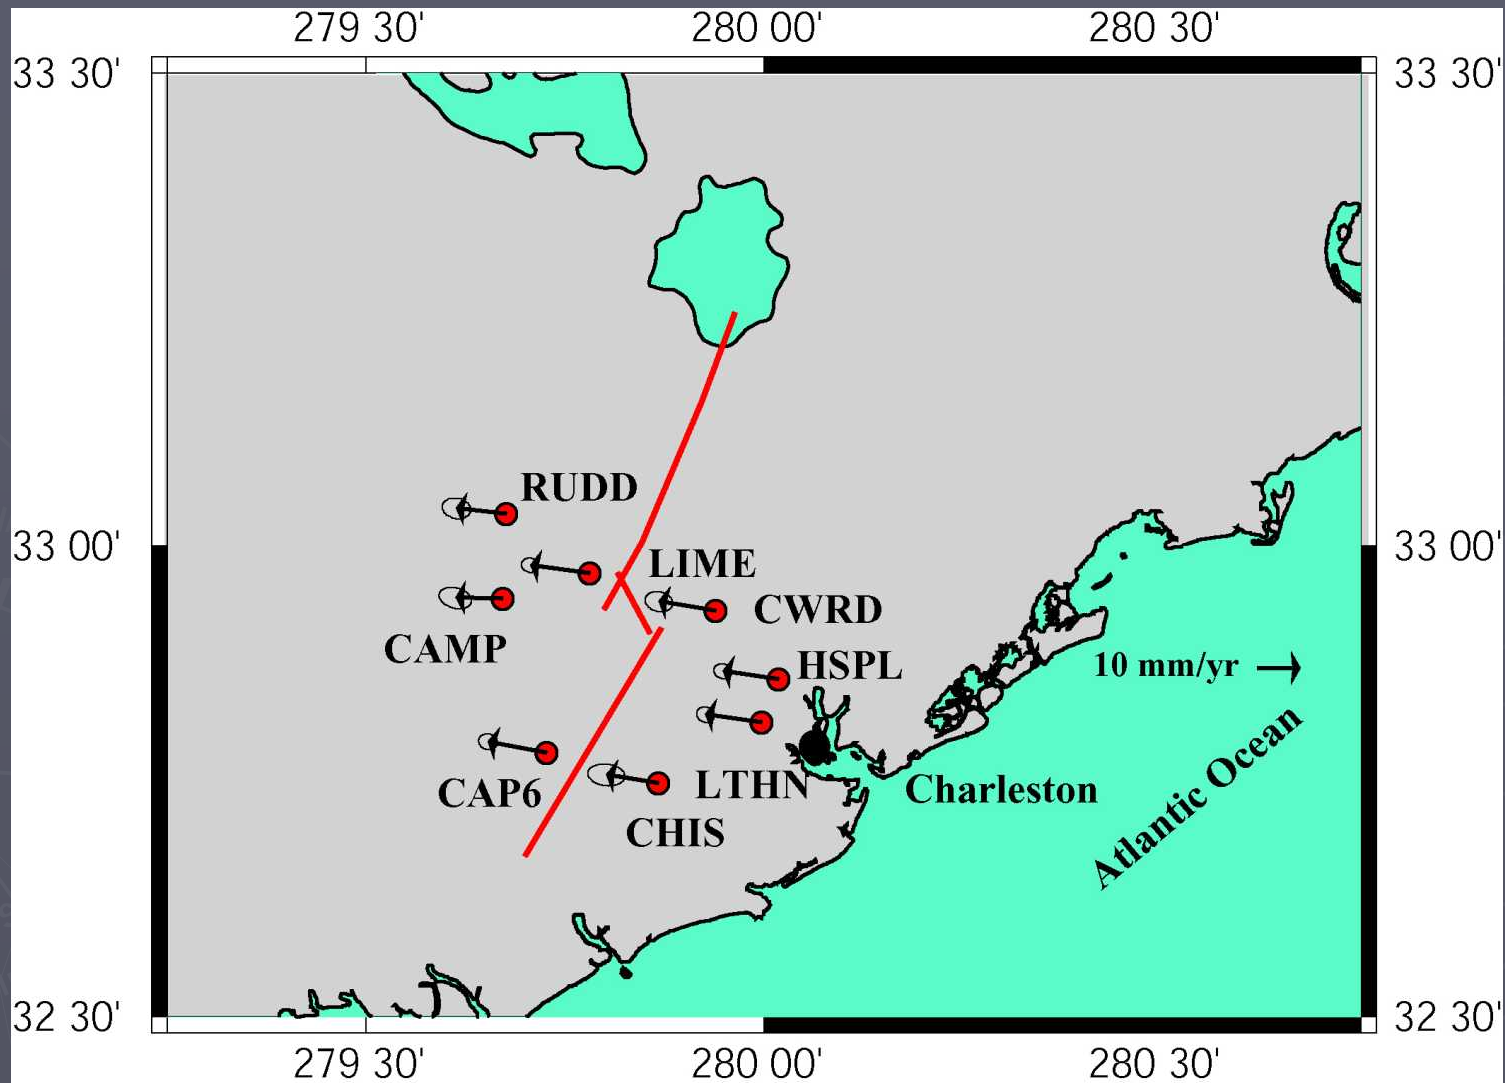 279 30' 280 00' 280 30'
33 30' 33 30'
RUDD
33 00' 33 00'
LIME
CWRD
CAMP
HSPL
10 mm/yr
LTHN
CAP6
Charleston
Atlantic Ocean
CHIS
32 30' 32 30'
279 30' 280 00' 280 30'